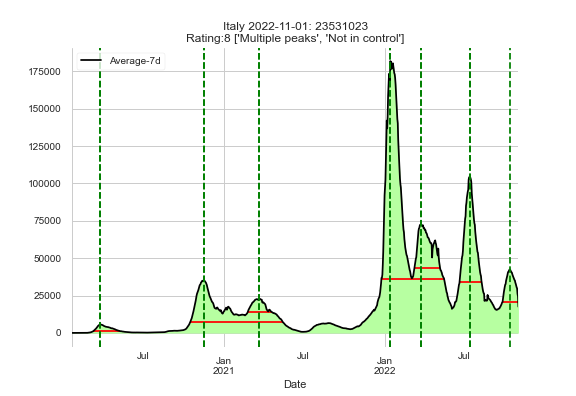 Italy 2022-11-01: 23531023
Rating:8 ['Multiple peaks', 'Not in control']
Average-7d
175000
150000
125000
100000
75000
50000
25000
0
Jul
Jan
2021
Jul
Jan
2022
Jul
Date